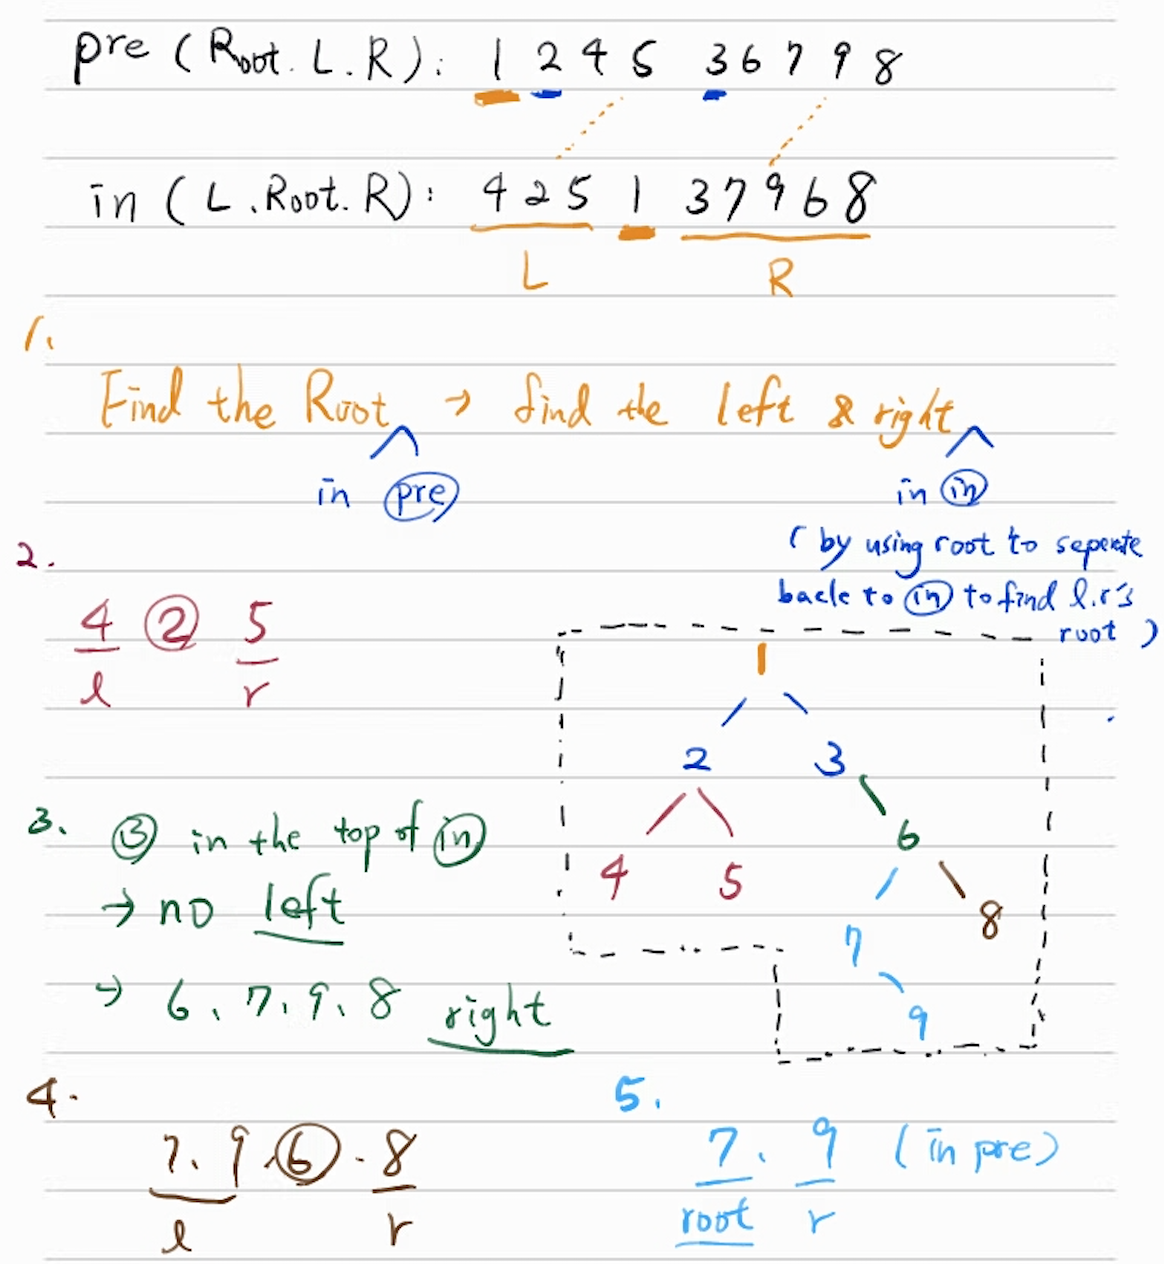 pre (Root. L. R): 1 2 4 5 3 6 7 9 8
in (L. Root. R): 4 2 5 1 3 7 9 6 8
L R
1.
Find the Root → find the left & right
in pre in in
(by using root to seperate
back to in to find l.r's
root)
2.
4 2 5
l r
1
2 3
6
4 5
8
7
9
3. 3 in the top of in
→ no left
→ 6、7、9、8 right
4.
7、9、6 . 8
l r
5.
7、9 (in pre)
root r